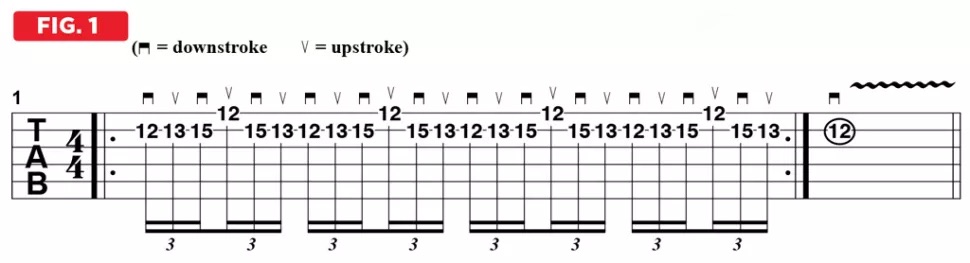 FIG. 1
(⊓ = downstroke V = upstroke)
1
12 12 12 12
T 4 12 13 15 15 13 12 13 15 15 13 12 13 15 15 13 12 13 15 15 13 12
A 4
B
3 3 3 3 3 3 3 3